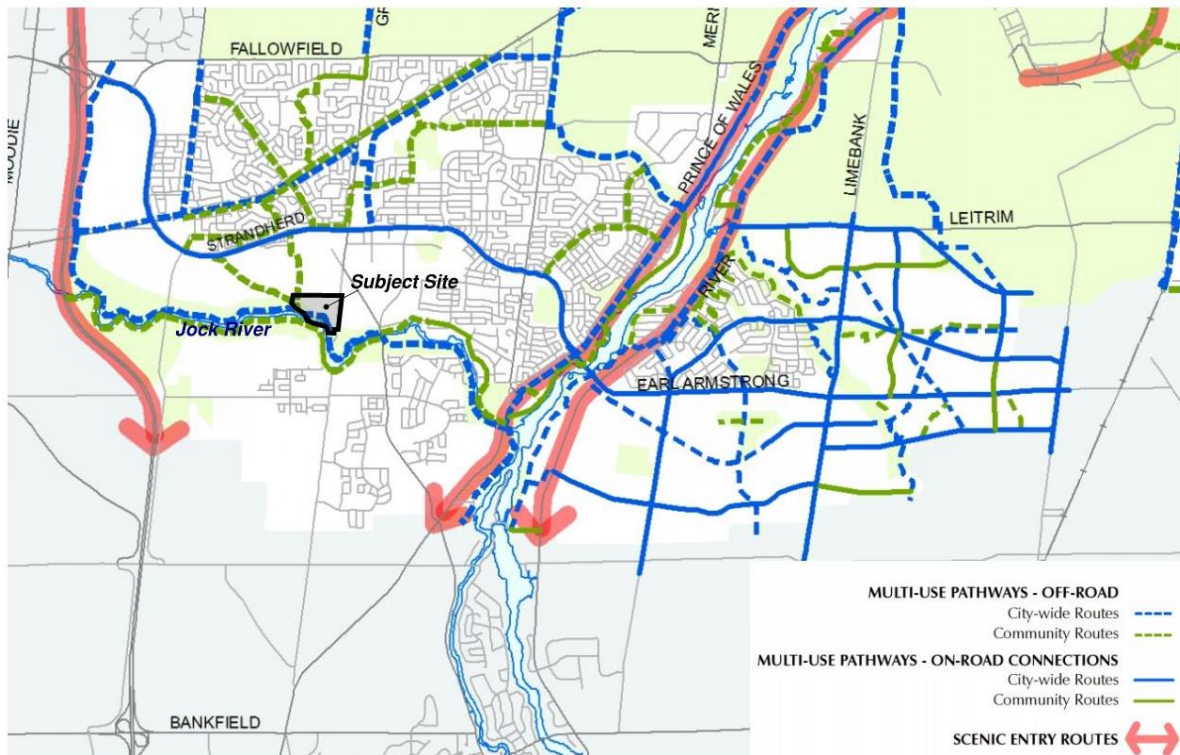 FALLOWFIELD
MOODIE
GR
MERI
PRINCE OF WALES
LIMEBANK
LEITRIM
STRANDHERD
RIVER
Subject Site
Jock River
EARL ARMSTRONG
BANKFIELD
MULTI-USE PATHWAYS - OFF-ROAD
City-wide Routes
Community Routes
MULTI-USE PATHWAYS - ON-ROAD CONNECTIONS
City-wide Routes
Community Routes
SCENIC ENTRY ROUTES